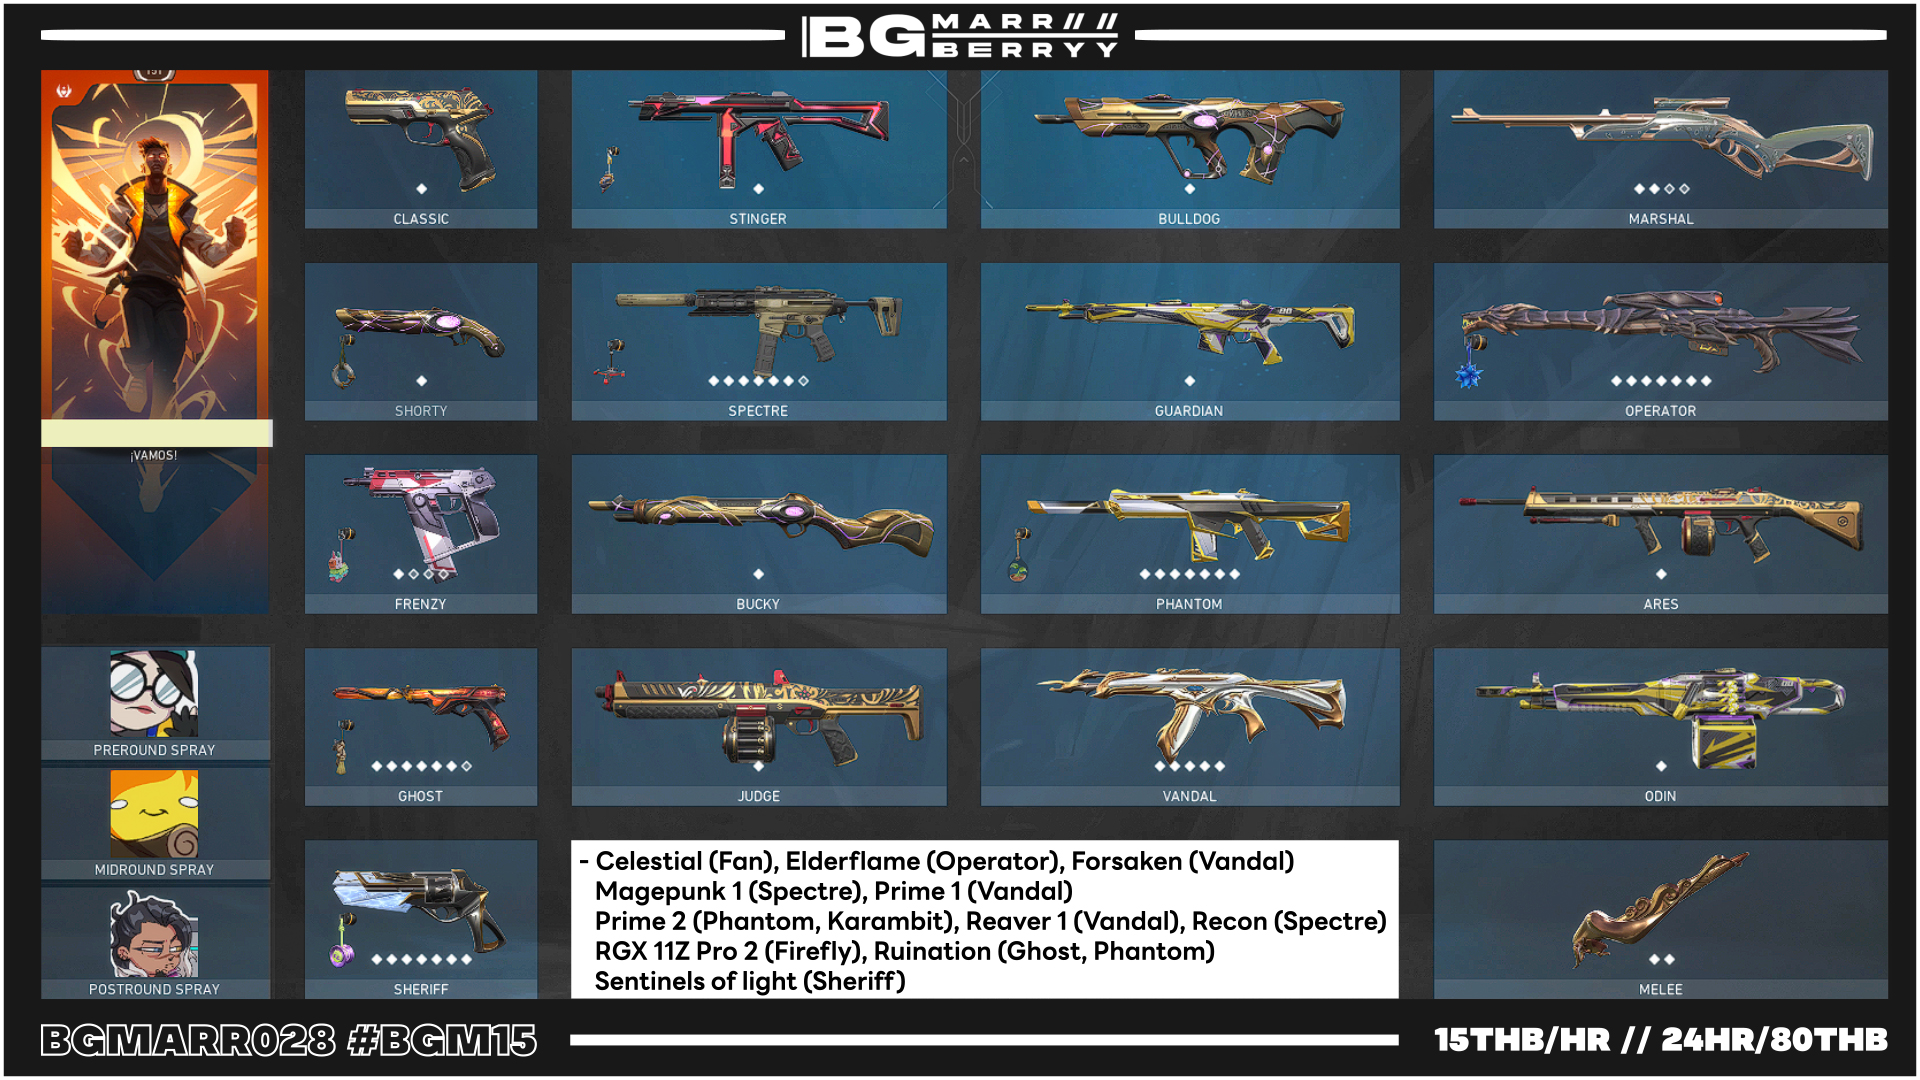 BG MARR// //
BERRYY
151
¡VAMOS!
CLASSIC
STINGER
BULLDOG
MARSHAL
SHORTY
SPECTRE
GUARDIAN
OPERATOR
FRENZY
BUCKY
PHANTOM
ARES
PREROUND SPRAY
GHOST
JUDGE
VANDAL
ODIN
MIDROUND SPRAY
POSTROUND SPRAY
SHERIFF
- Celestial (Fan), Elderflame (Operator), Forsaken (Vandal)
Magepunk 1 (Spectre), Prime 1 (Vandal)
Prime 2 (Phantom, Karambit), Reaver 1 (Vandal), Recon (Spectre)
RGX 11Z Pro 2 (Firefly), Ruination (Ghost, Phantom)
Sentinels of light (Sheriff)
MELEE
BGMARR028 #BGM15
15THB/HR // 24HR/80THB